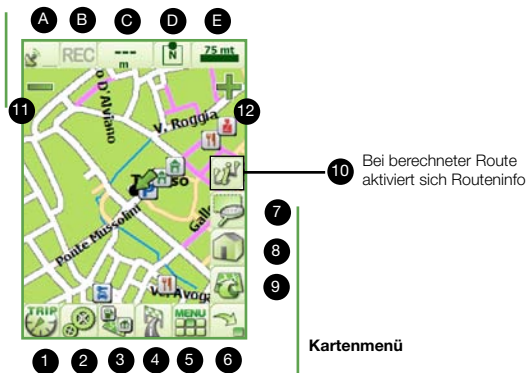 A B C D E
REC --- m N 75 mt
11 12
o D'Alviano
V. Roggia
10 Bei berechneter Route
aktiviert sich Routeninfo
7
8
9
Ponte Mussolini
TRIP MENU
Kartenmenü
1 2 3 4 5 6